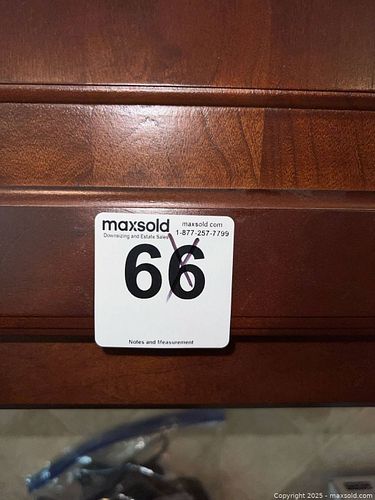 maxsold maxsold.com
Downsizing and Estate Sales 1-877-257-7799
66
Notes and Measurement
Copyright © 2025 - maxsold.com